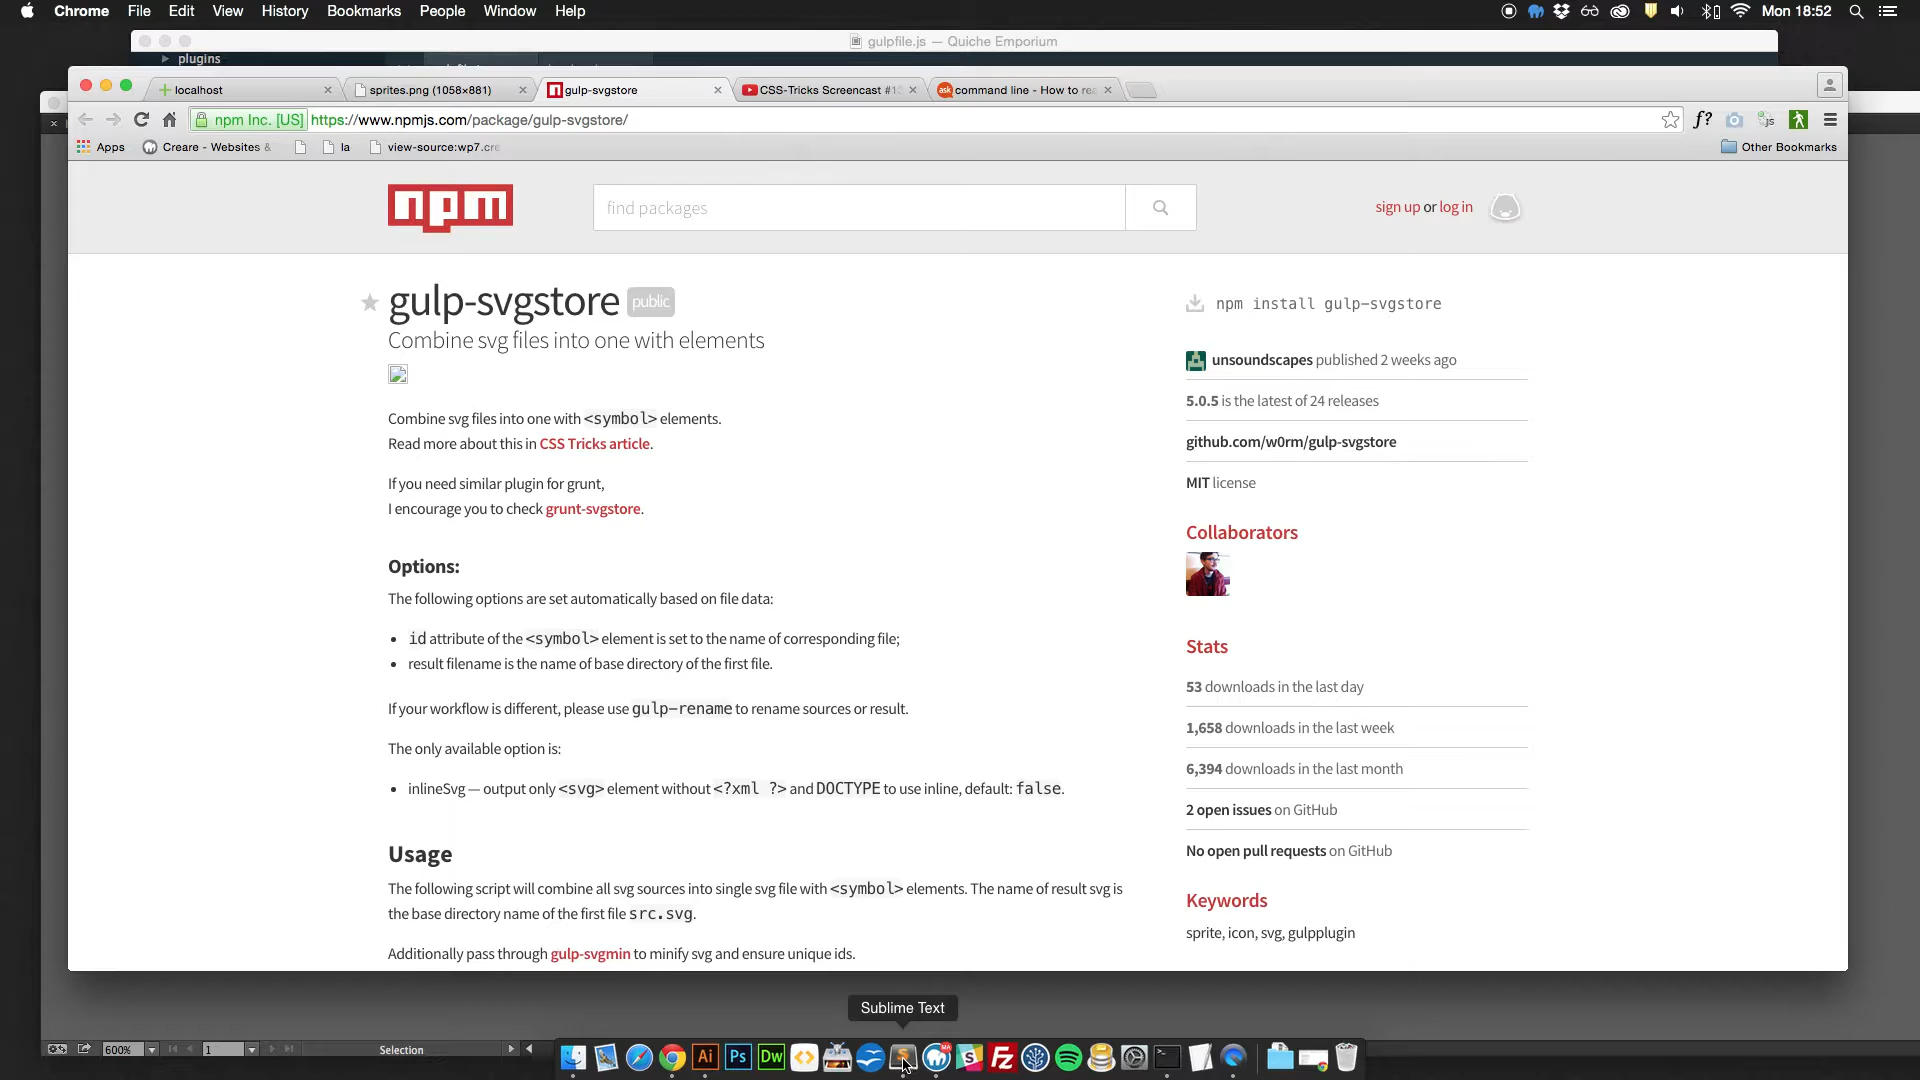 Chrome File Edit View History Bookmarks People Window Help Mon 18:52
gulpfile.js — Quiche Emporium
plugins
localhost sprites.png (1058×881) gulp-svgstore CSS-Tricks Screencast #1 command line - How to re
npm Inc. [US] https://www.npmjs.com/package/gulp-svgstore/
Apps Creare - Websites & la view-source:wp7.cre Other Bookmarks
npm find packages sign up or log in
gulp-svgstore public
Combine svg files into one with elements
Combine svg files into one with <symbol> elements.
Read more about this in CSS Tricks article.
If you need similar plugin for grunt,
I encourage you to check grunt-svgstore.
Options:
The following options are set automatically based on file data:
• id attribute of the <symbol> element is set to the name of corresponding file;
• result filename is the name of base directory of the first file.
If your workflow is different, please use gulp-rename to rename sources or result.
The only available option is:
• inlineSvg — output only <svg> element without <?xml ?> and DOCTYPE to use inline, default: false.
Usage
The following script will combine all svg sources into single svg file with <symbol> elements. The name of result svg is
the base directory name of the first file src.svg.
Additionally pass through gulp-svgmin to minify svg and ensure unique ids.
npm install gulp-svgstore
unsoundscapes published 2 weeks ago
5.0.5 is the latest of 24 releases
github.com/w0rm/gulp-svgstore
MIT license
Collaborators
Stats
53 downloads in the last day
1,658 downloads in the last week
6,394 downloads in the last month
2 open issues on GitHub
No open pull requests on GitHub
Keywords
sprite, icon, svg, gulpplugin
Sublime Text
600% 1 Selection
Ai Ps Dw